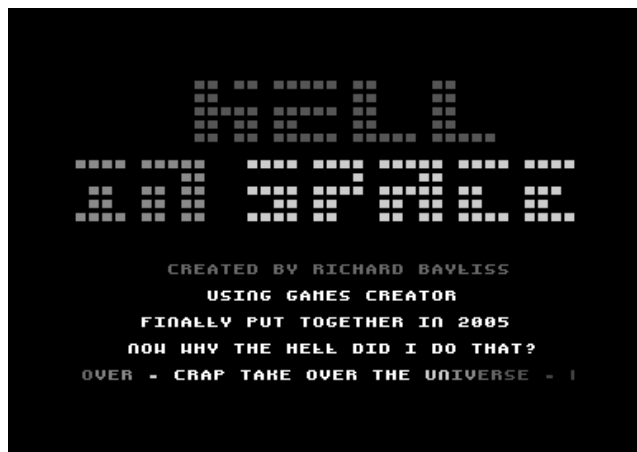 HELL
IN SPACE
CREATED BY RICHARD BAYLISS
USING GAMES CREATOR
FINALLY PUT TOGETHER IN 2005
NOW WHY THE HELL DID I DO THAT?
OVER - CRAP TAKE OVER THE UNIVERSE -